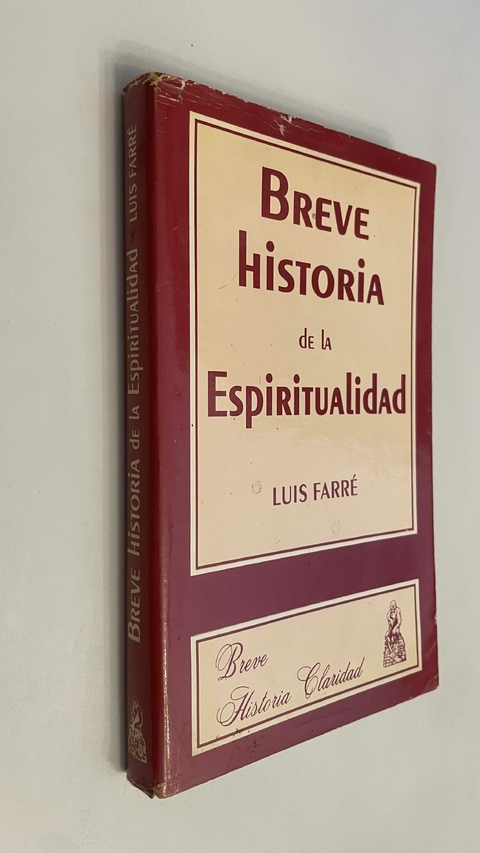 BREVE
HISTORIA
de la
Espiritualidad
LUIS FARRÉ
Breve
Historia Claridad
BREVE HISTORIA de la Espiritualidad - LUIS FARRÉ